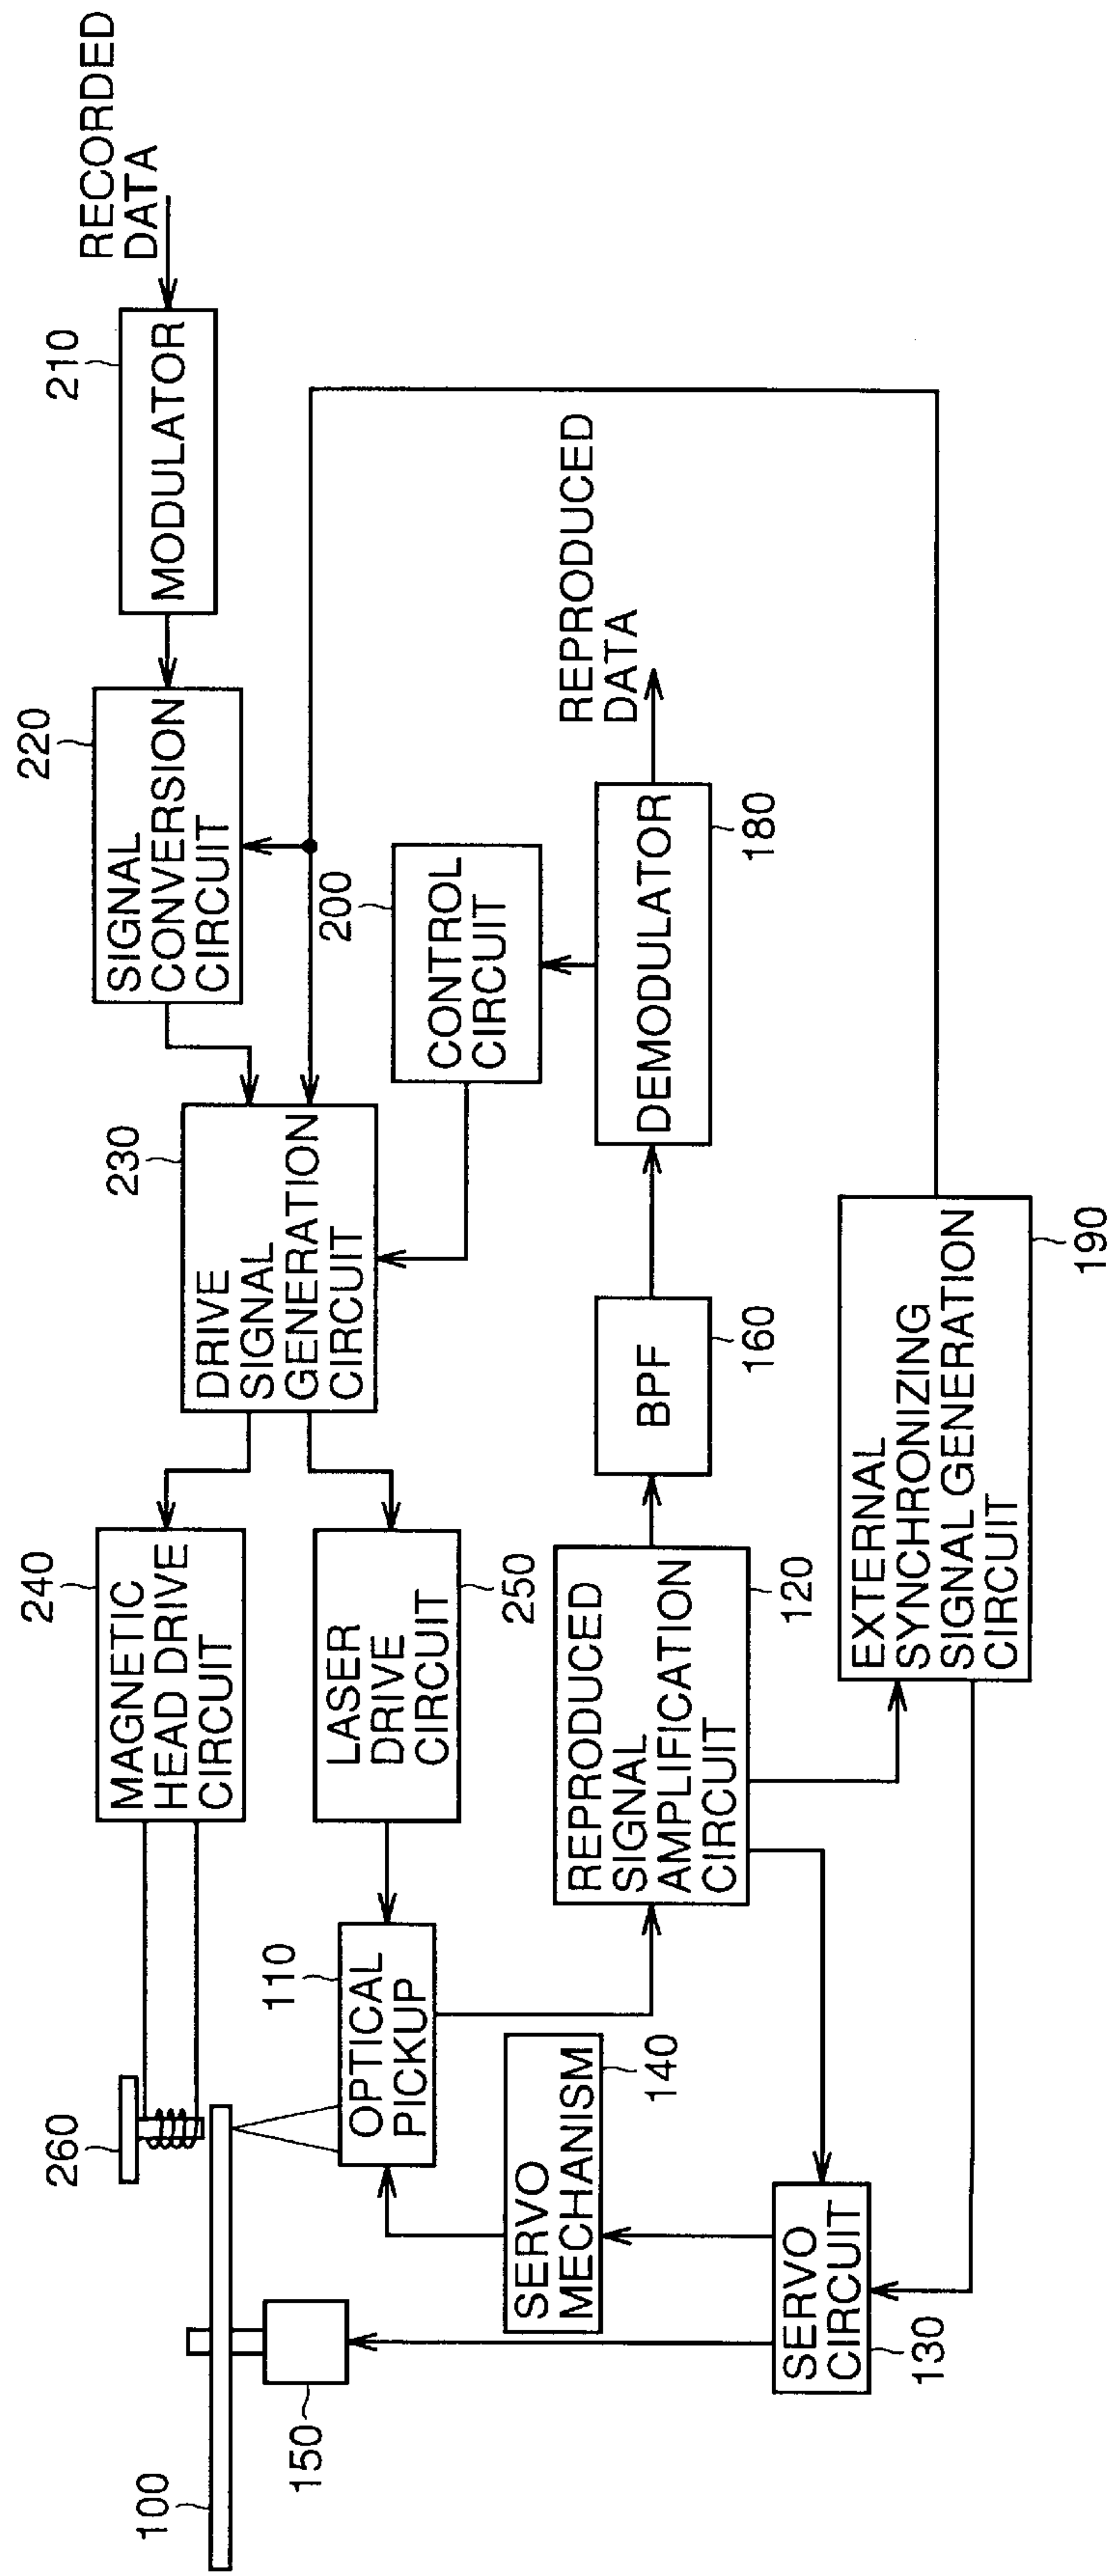 RECORDED
DATA
210
MODULATOR
220
SIGNAL
CONVERSION
CIRCUIT
230
DRIVE
SIGNAL
GENERATION
CIRCUIT
240
MAGNETIC
HEAD DRIVE
CIRCUIT
260
100
150
110
OPTICAL
PICKUP
LASER
DRIVE
CIRCUIT
250
200
CONTROL
CIRCUIT
REPRODUCED
DATA
DEMODULATOR
180
BPF
160
REPRODUCED
SIGNAL
AMPLIFICATION
CIRCUIT
120
SERVO
MECHANISM
140
SERVO
CIRCUIT
130
EXTERNAL
SYNCHRONIZING
SIGNAL GENERATION
CIRCUIT
190